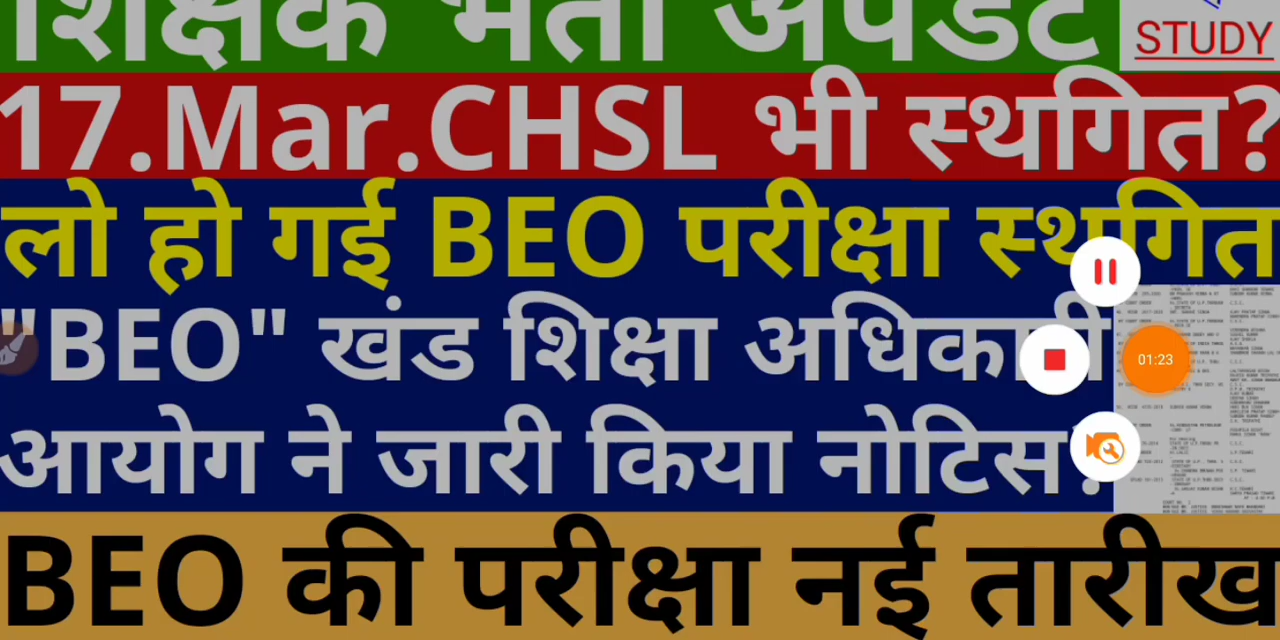 शिक्षक भर्ती अपडेट
STUDY
17.Mar.CHSL भी स्थगित?
लो हो गई BEO परीक्षा स्थगित
"BEO" खंड शिक्षा अधिकारी
01:23
आयोग ने जारी किया नोटिस?
BEO की परीक्षा नई तारीख